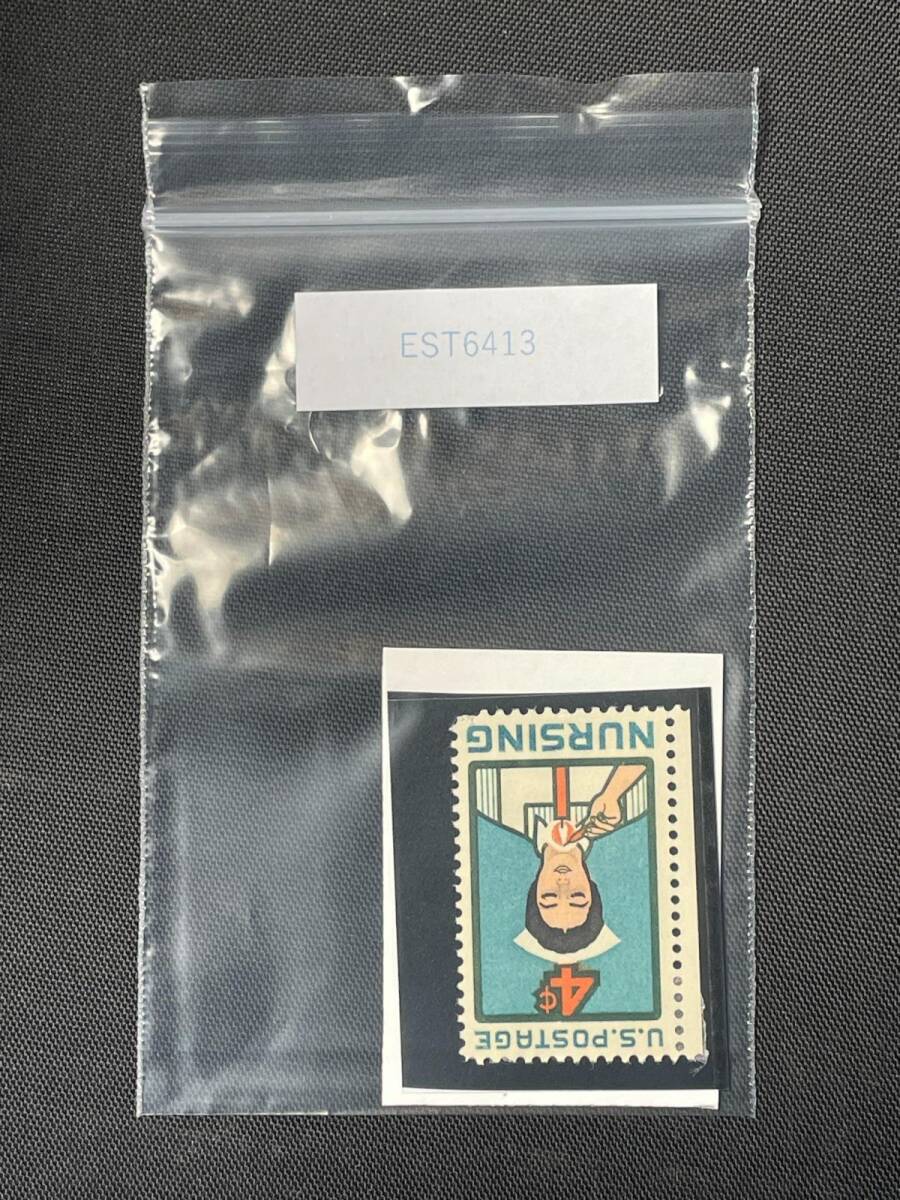 EST6413
U.S.POSTAGE
4¢
NURSING